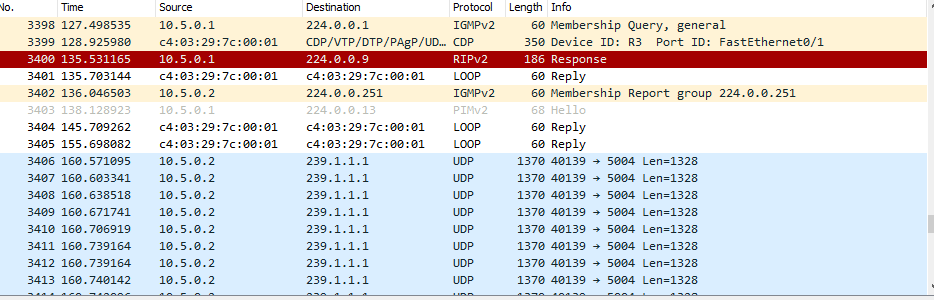 No. Time Source Destination Protocol Length Info
3398 127.498535 10.5.0.1 224.0.0.1 IGMPv2 60 Membership Query, general
3399 128.925980 c4:03:29:7c:00:01 CDP/VTP/DTP/PAgP/UD… CDP 350 Device ID: R3 Port ID: FastEthernet0/1
3400 135.531165 10.5.0.1 224.0.0.9 RIPv2 186 Response
3401 135.703144 c4:03:29:7c:00:01 c4:03:29:7c:00:01 LOOP 60 Reply
3402 136.046503 10.5.0.2 224.0.0.251 IGMPv2 60 Membership Report group 224.0.0.251
3403 138.128923 10.5.0.1 224.0.0.13 PIMv2 68 Hello
3404 145.709262 c4:03:29:7c:00:01 c4:03:29:7c:00:01 LOOP 60 Reply
3405 155.698082 c4:03:29:7c:00:01 c4:03:29:7c:00:01 LOOP 60 Reply
3406 160.571095 10.5.0.2 239.1.1.1 UDP 1370 40139 → 5004 Len=1328
3407 160.603341 10.5.0.2 239.1.1.1 UDP 1370 40139 → 5004 Len=1328
3408 160.638518 10.5.0.2 239.1.1.1 UDP 1370 40139 → 5004 Len=1328
3409 160.671741 10.5.0.2 239.1.1.1 UDP 1370 40139 → 5004 Len=1328
3410 160.706919 10.5.0.2 239.1.1.1 UDP 1370 40139 → 5004 Len=1328
3411 160.739164 10.5.0.2 239.1.1.1 UDP 1370 40139 → 5004 Len=1328
3412 160.739164 10.5.0.2 239.1.1.1 UDP 1370 40139 → 5004 Len=1328
3413 160.740142 10.5.0.2 239.1.1.1 UDP 1370 40139 → 5004 Len=1328